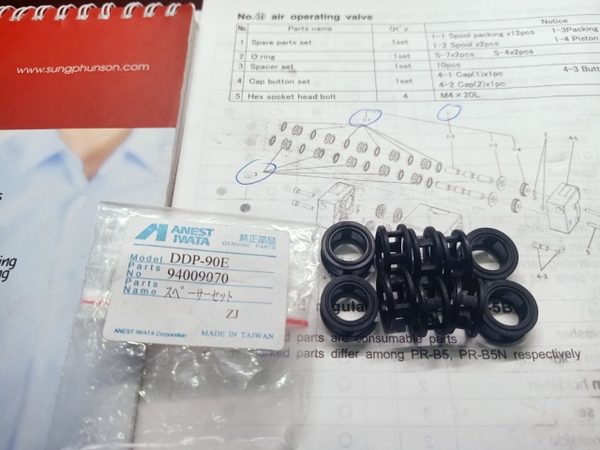 No.㉞ air operating valve
No. Parts name Q't'y Notice
1 Spare parts set 1set 1-1 Spool packing x12pcs 1-3Packing
1-2 Spool x2pcs 1-4 Piston
2 O ring 1set S-7x2pcs S-4x2pcs
3 Spacer set 1set 10pcs
4 Cap button set 1set 4-1 Cap(1)x1pc 4-3 Butt
4-2 Cap(2)x1pc
5 Hex socket head bolt 4 M4×20L
www.sungphunson.com
ANEST IWATA 純正部品
GENUINE PARTS
Model DDP-90E
Parts No 94009070
Parts Name スペーサーセット
ZJ
ANEST IWATA Corporation MADE IN TAIWAN
-5B
parts are consumable parts
parts differ among PR-B5, PR-B5N respectively